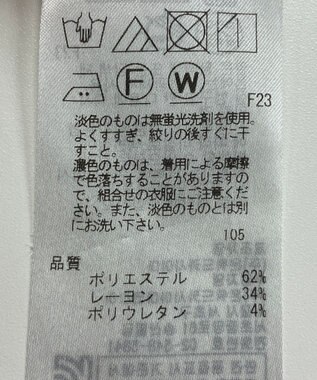 F
W
F23
淡色のものは無蛍光洗剤を使用。
よくすすぎ、絞りの後すぐに干
すこと。
濃色のものは、着用による摩擦
で色落ちすることがありますの
で、組合せの衣服にご注意くだ
さい。また、淡色のものとは別
にお洗い下さい。
105
品質
ポリエステル 62%
レーヨン 34%
ポリウレタン 4%